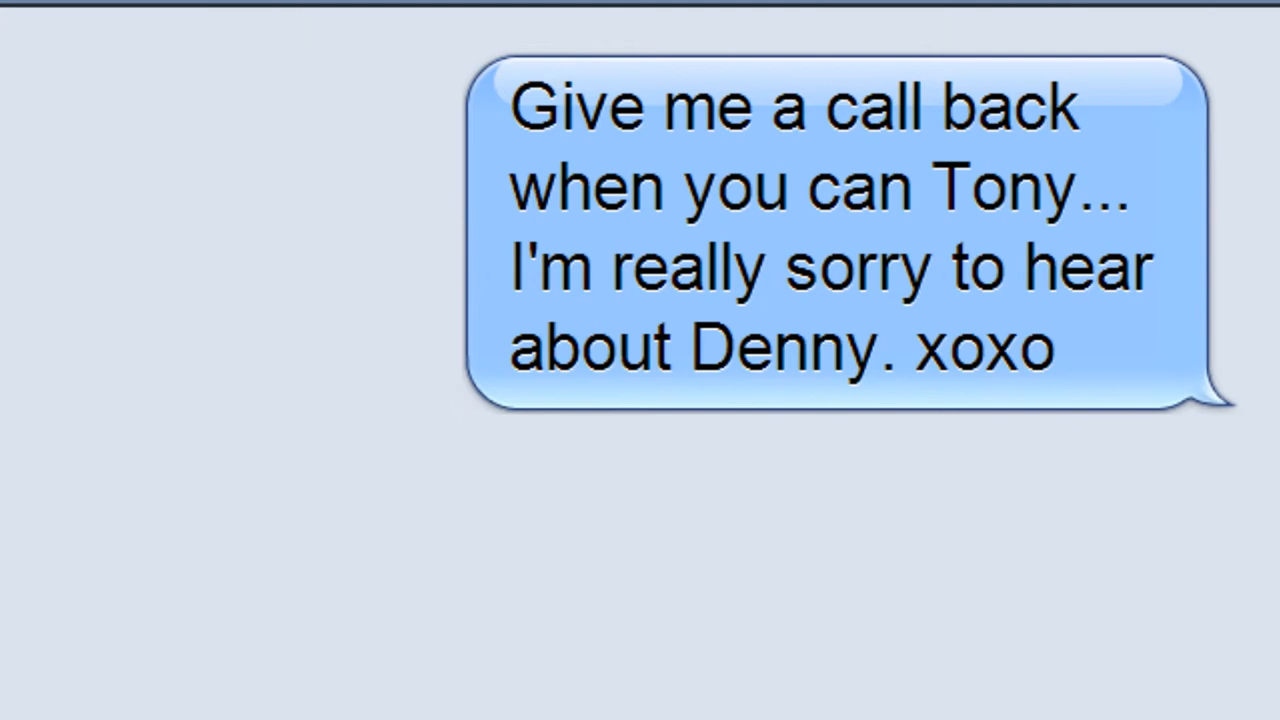 Give me a call back
when you can Tony...
I'm really sorry to hear
about Denny. xoxo